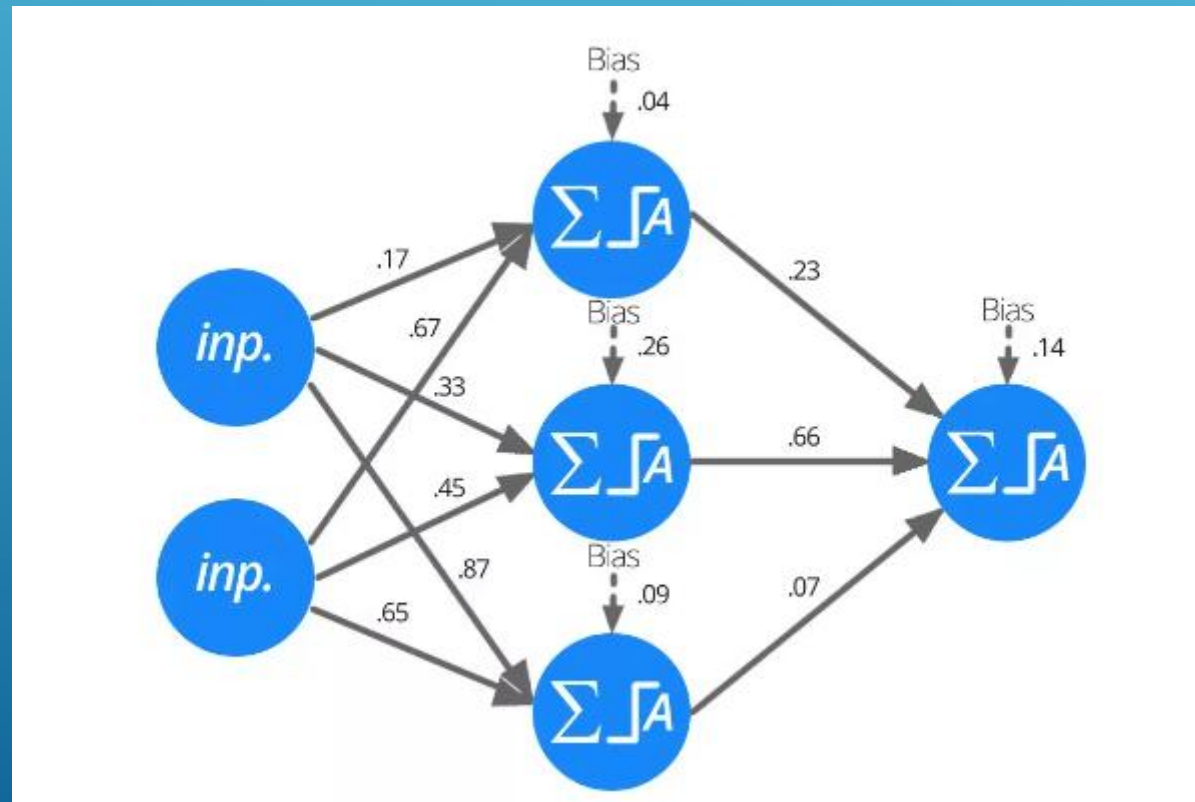 Bias
.04
Σ A
.17
.23
.67
Bias
.26
Bias
.14
inp.
.33
Σ A
.66
Σ A
.45
inp.
Bias
.87
.09
.07
.65
Σ A